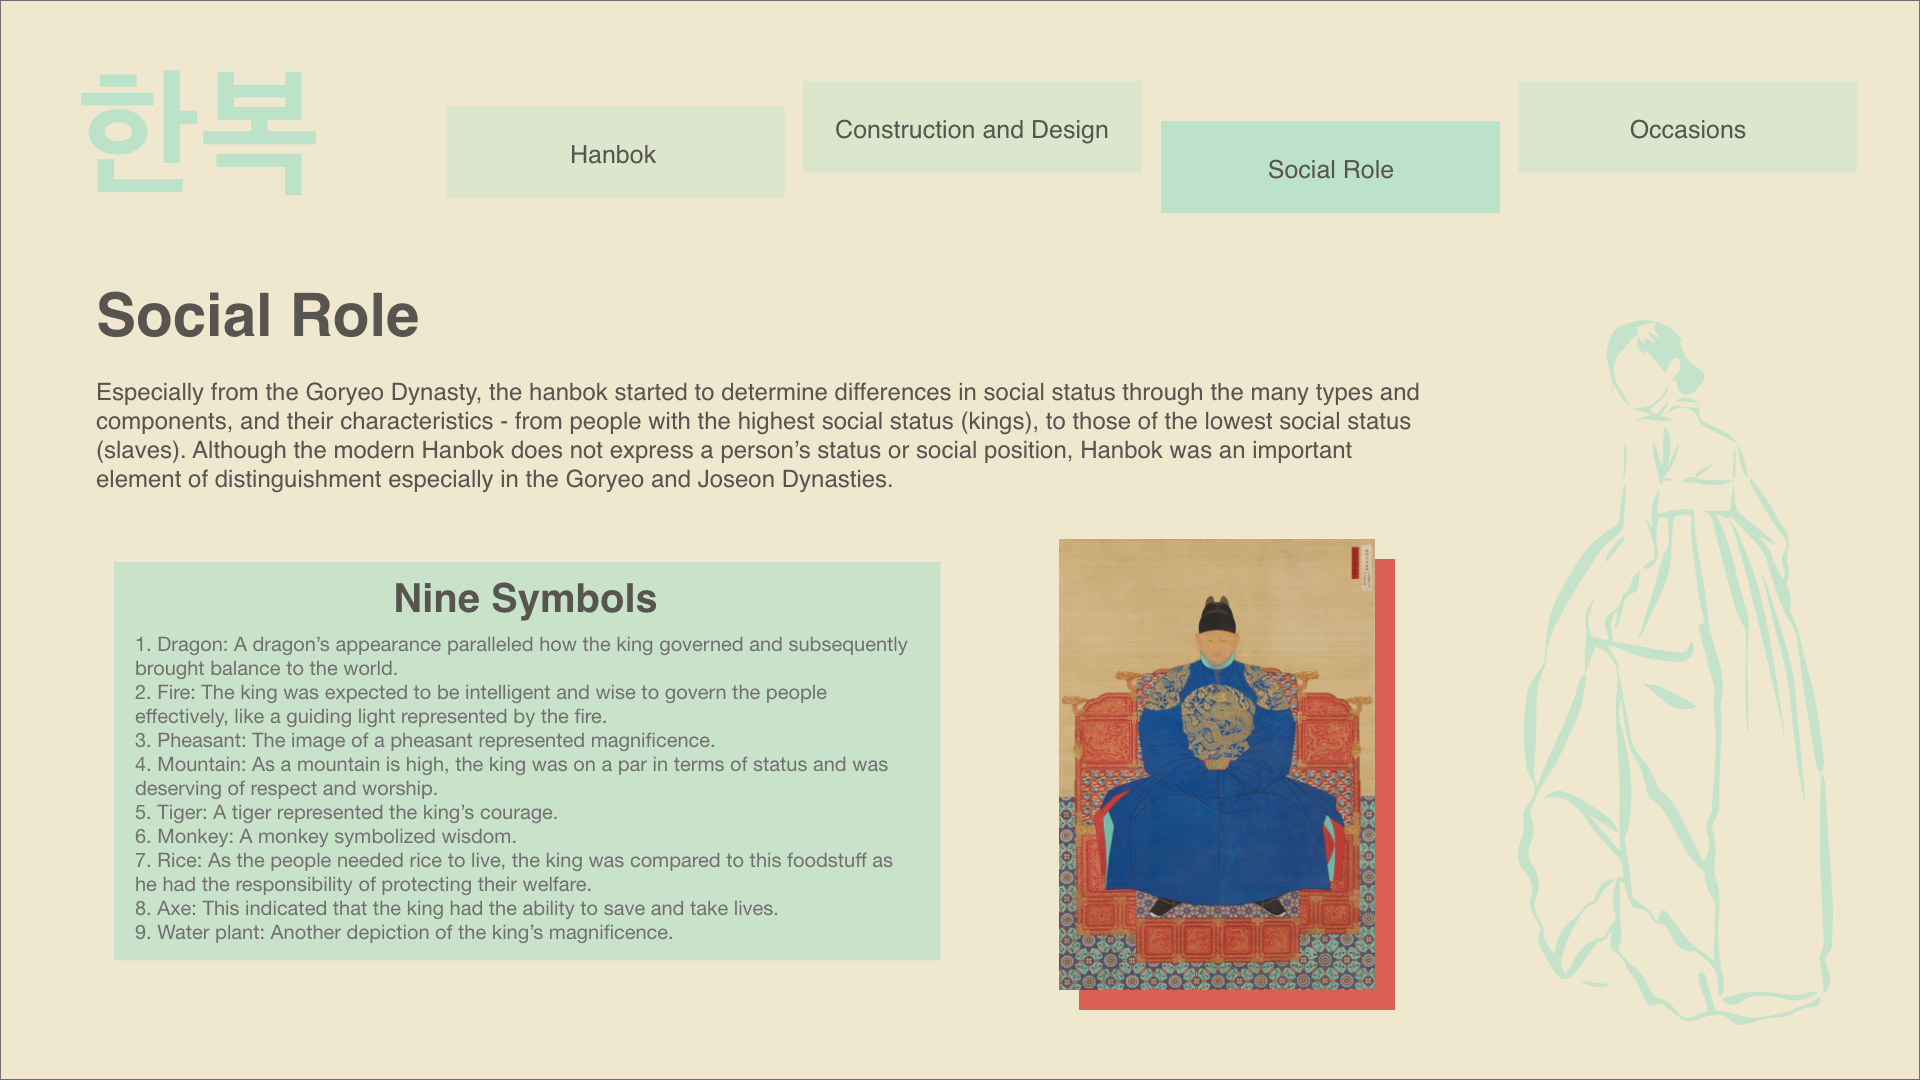 한복
Hanbok
Construction and Design
Social Role
Occasions
Social Role
Especially from the Goryeo Dynasty, the hanbok started to determine differences in social status through the many types and
components, and their characteristics - from people with the highest social status (kings), to those of the lowest social status
(slaves). Although the modern Hanbok does not express a person’s status or social position, Hanbok was an important
element of distinguishment especially in the Goryeo and Joseon Dynasties.
Nine Symbols
1. Dragon: A dragon’s appearance paralleled how the king governed and subsequently
brought balance to the world.
2. Fire: The king was expected to be intelligent and wise to govern the people
effectively, like a guiding light represented by the fire.
3. Pheasant: The image of a pheasant represented magnificence.
4. Mountain: As a mountain is high, the king was on a par in terms of status and was
deserving of respect and worship.
5. Tiger: A tiger represented the king’s courage.
6. Monkey: A monkey symbolized wisdom.
7. Rice: As the people needed rice to live, the king was compared to this foodstuff as
he had the responsibility of protecting their welfare.
8. Axe: This indicated that the king had the ability to save and take lives.
9. Water plant: Another depiction of the king’s magnificence.